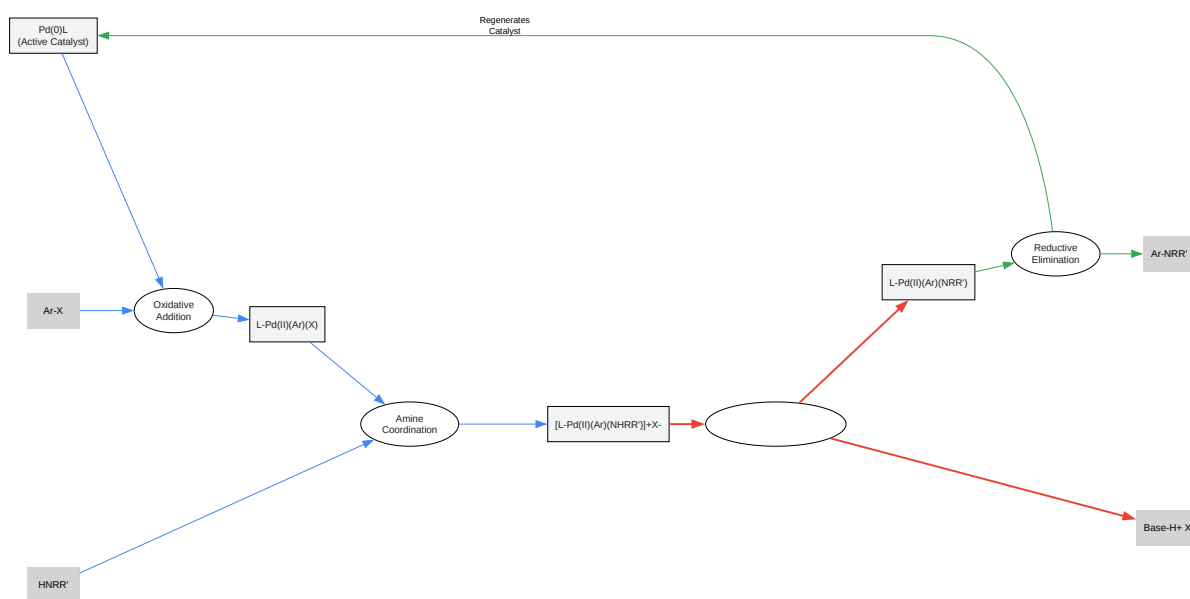 Regenerates
Catalyst
Pd(0)L
(Active Catalyst)
Reductive
Elimination
Ar-NRR'
L-Pd(II)(Ar)(NRR')
Oxidative
Addition
Ar-X
L-Pd(II)(Ar)(X)
Amine
Coordination
[L-Pd(II)(Ar)(NHRR')]+X-
Base-H+ X
HNRR'